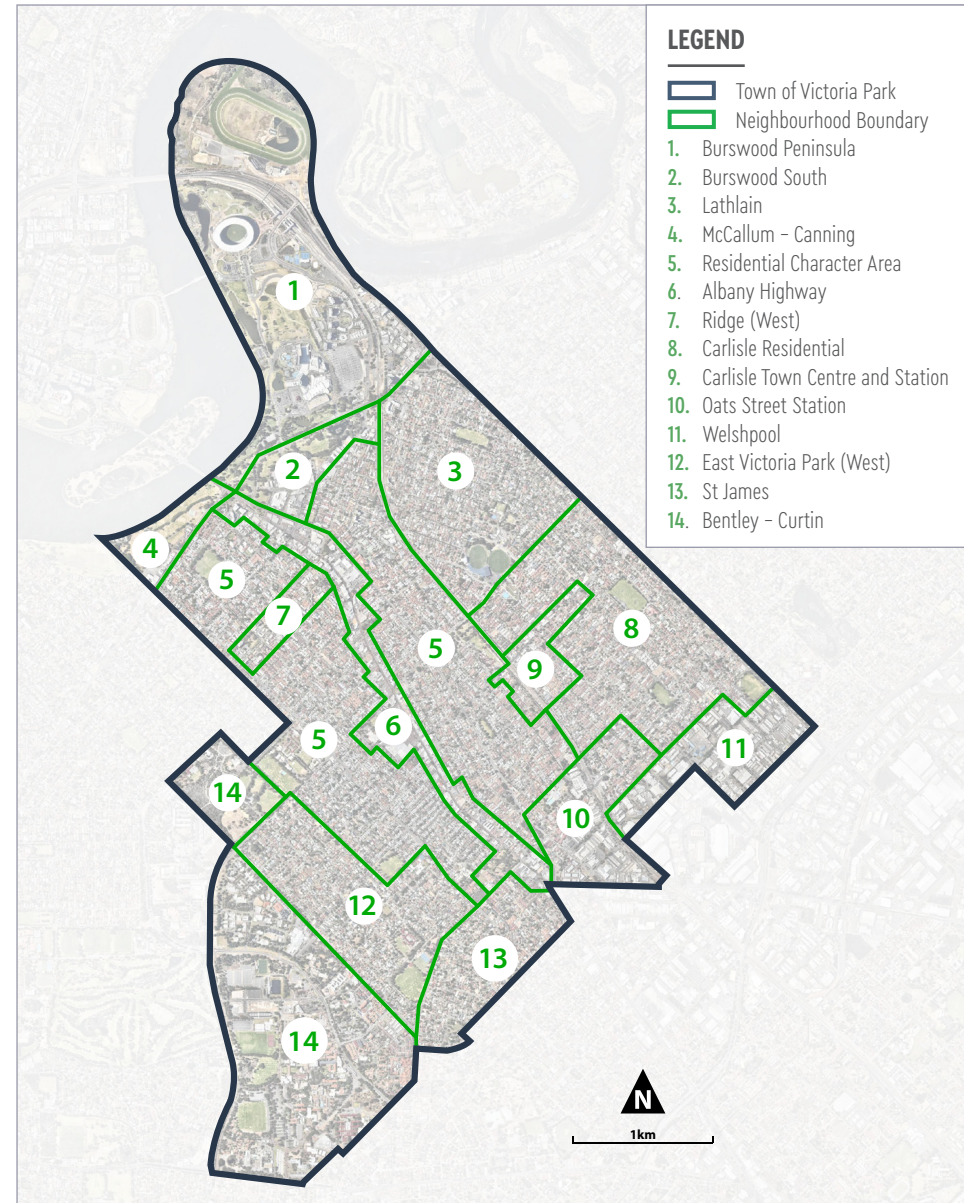 LEGEND
Town of Victoria Park
Neighbourhood Boundary
1. Burswood Peninsula
2. Burswood South
3. Lathlain
4. McCallum – Canning
5. Residential Character Area
6. Albany Highway
7. Ridge (West)
8. Carlisle Residential
9. Carlisle Town Centre and Station
10. Oats Street Station
11. Welshpool
12. East Victoria Park (West)
13. St James
14. Bentley – Curtin
1
2
3
4
5
7
8
5
9
6
5
11
14
10
12
13
14
N
1km